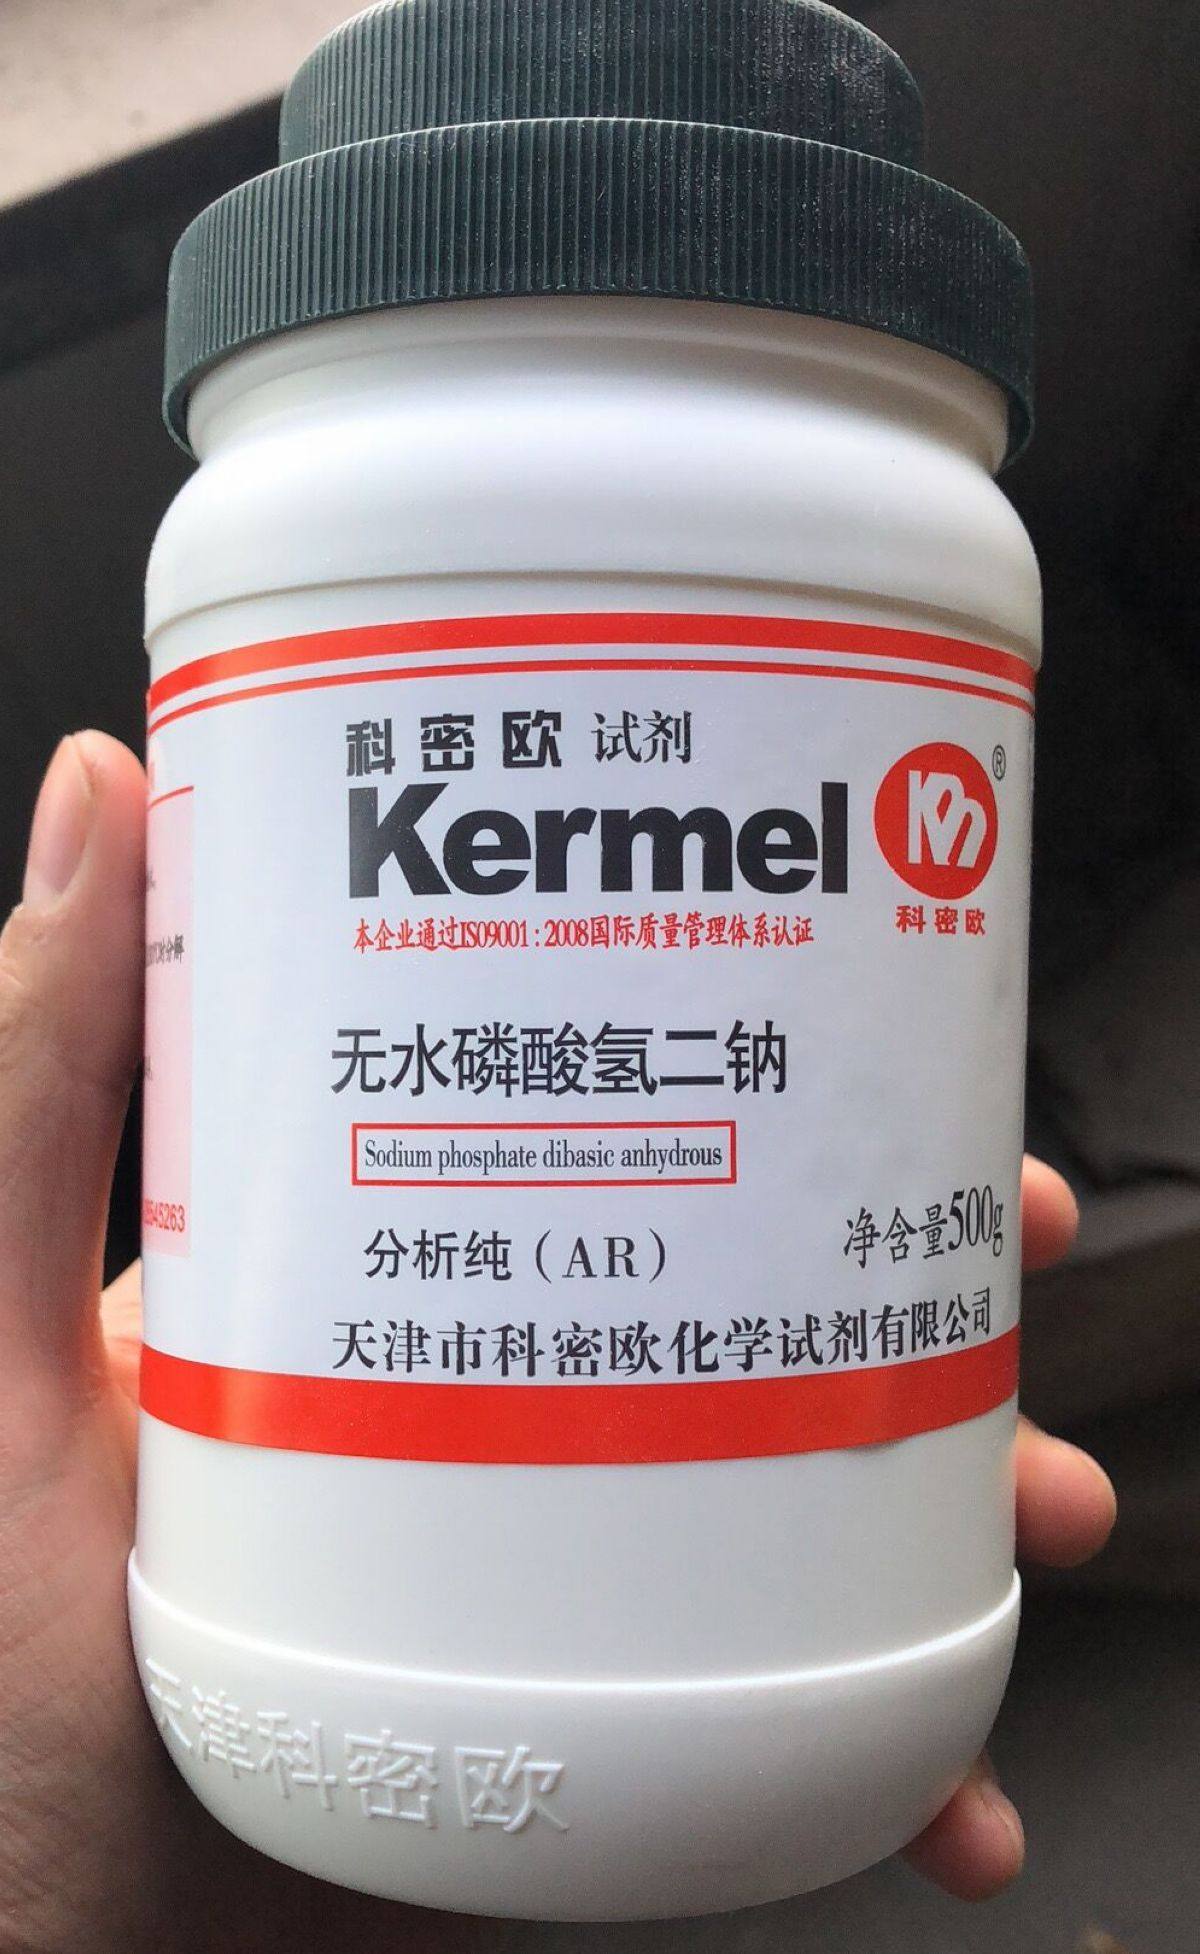 科密欧 试剂
Kermel
®
科密欧
本企业通过ISO9001:2008国际质量管理体系认证
无水磷酸氢二钠
Sodium phosphate dibasic anhydrous
分析纯（AR）
净含量500g
天津市科密欧化学试剂有限公司
时分解
45263
天津科密欧